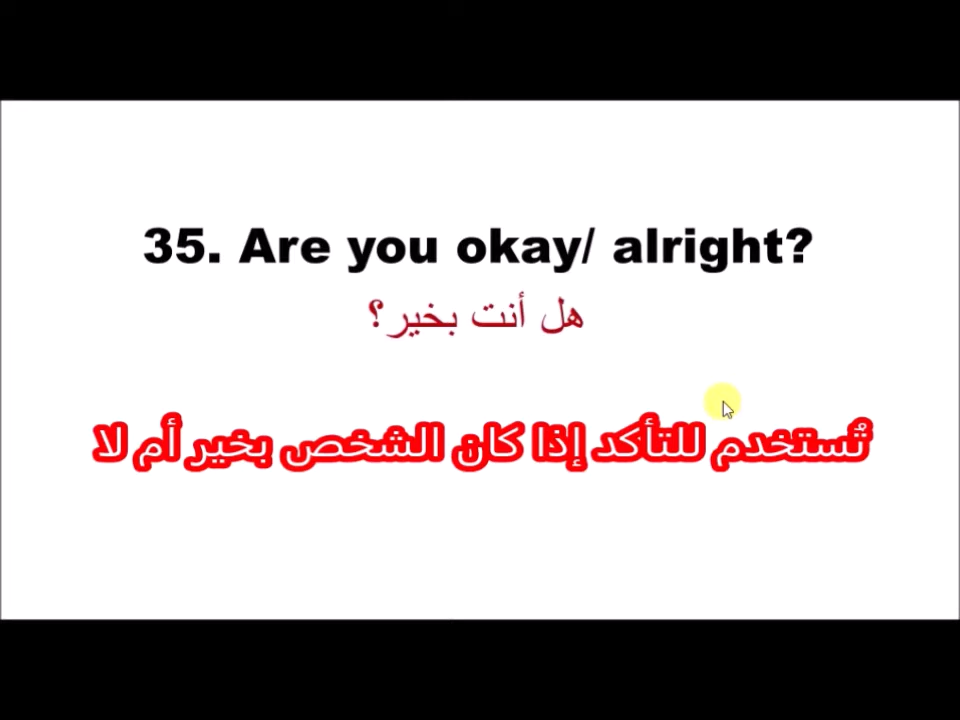 35. Are you okay/ alright?
هل أنت بخير؟
تُستخدم للتأكد إذا كان الشخص بخير أم لا